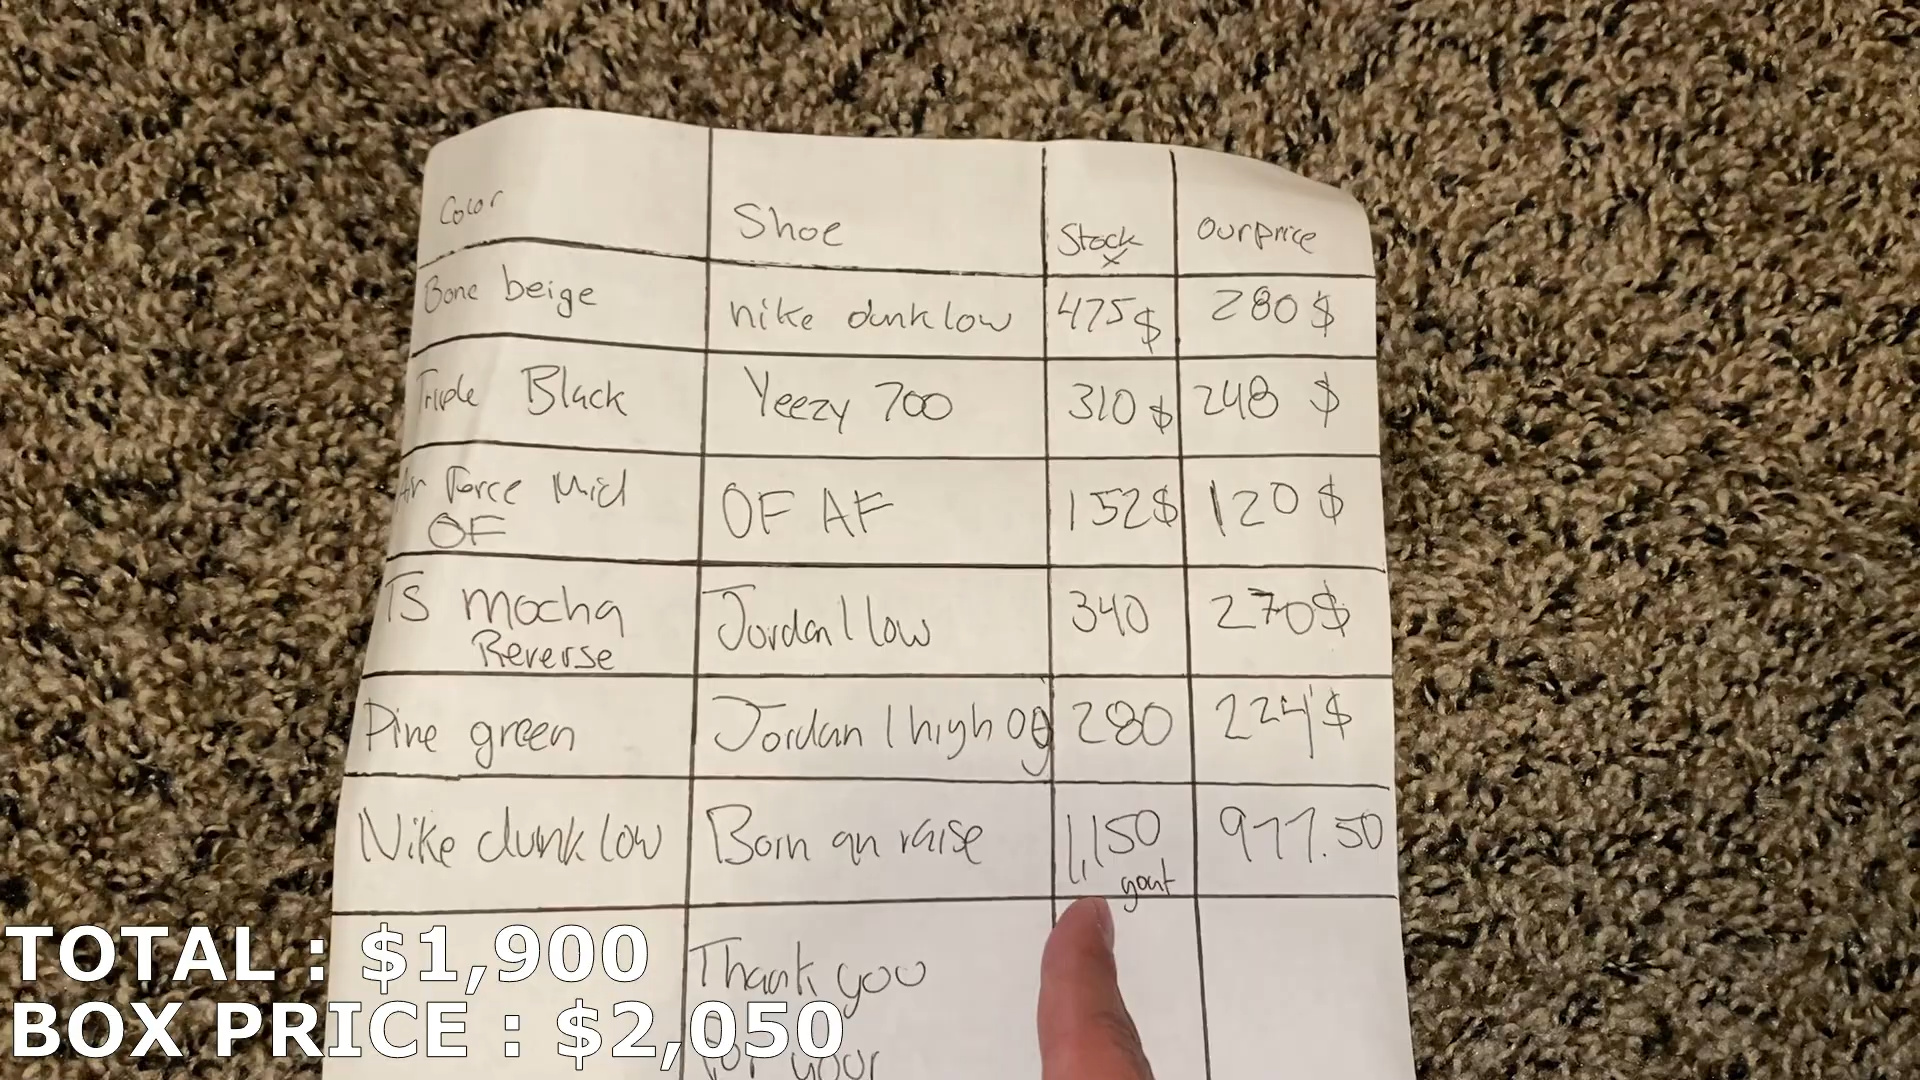 Color Shoe Stock x Our price
Bone beige nike dunk low 475$ 280$
Triple Black Yeezy 700 310$ 248 $
Air Force Mid OF AF 152$ 120$
OF
TS mocha Jordan 1 low 340 270$
Reverse
Pine green Jordan 1 high OG 280 224$
Nike dunk low Born an raise 1,150 977.50
goat
Thank you
for your
TOTAL : $1,900
BOX PRICE : $2,050